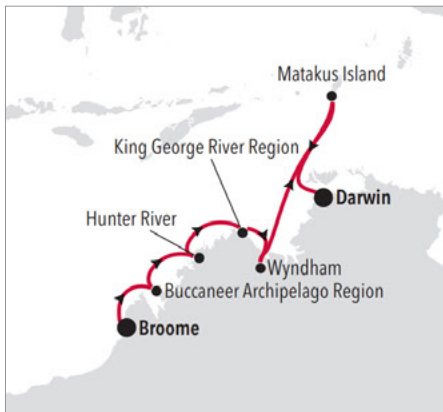 Matakus Island
King George River Region
Darwin
Hunter River
Wyndham
Buccaneer Archipelago Region
Broome